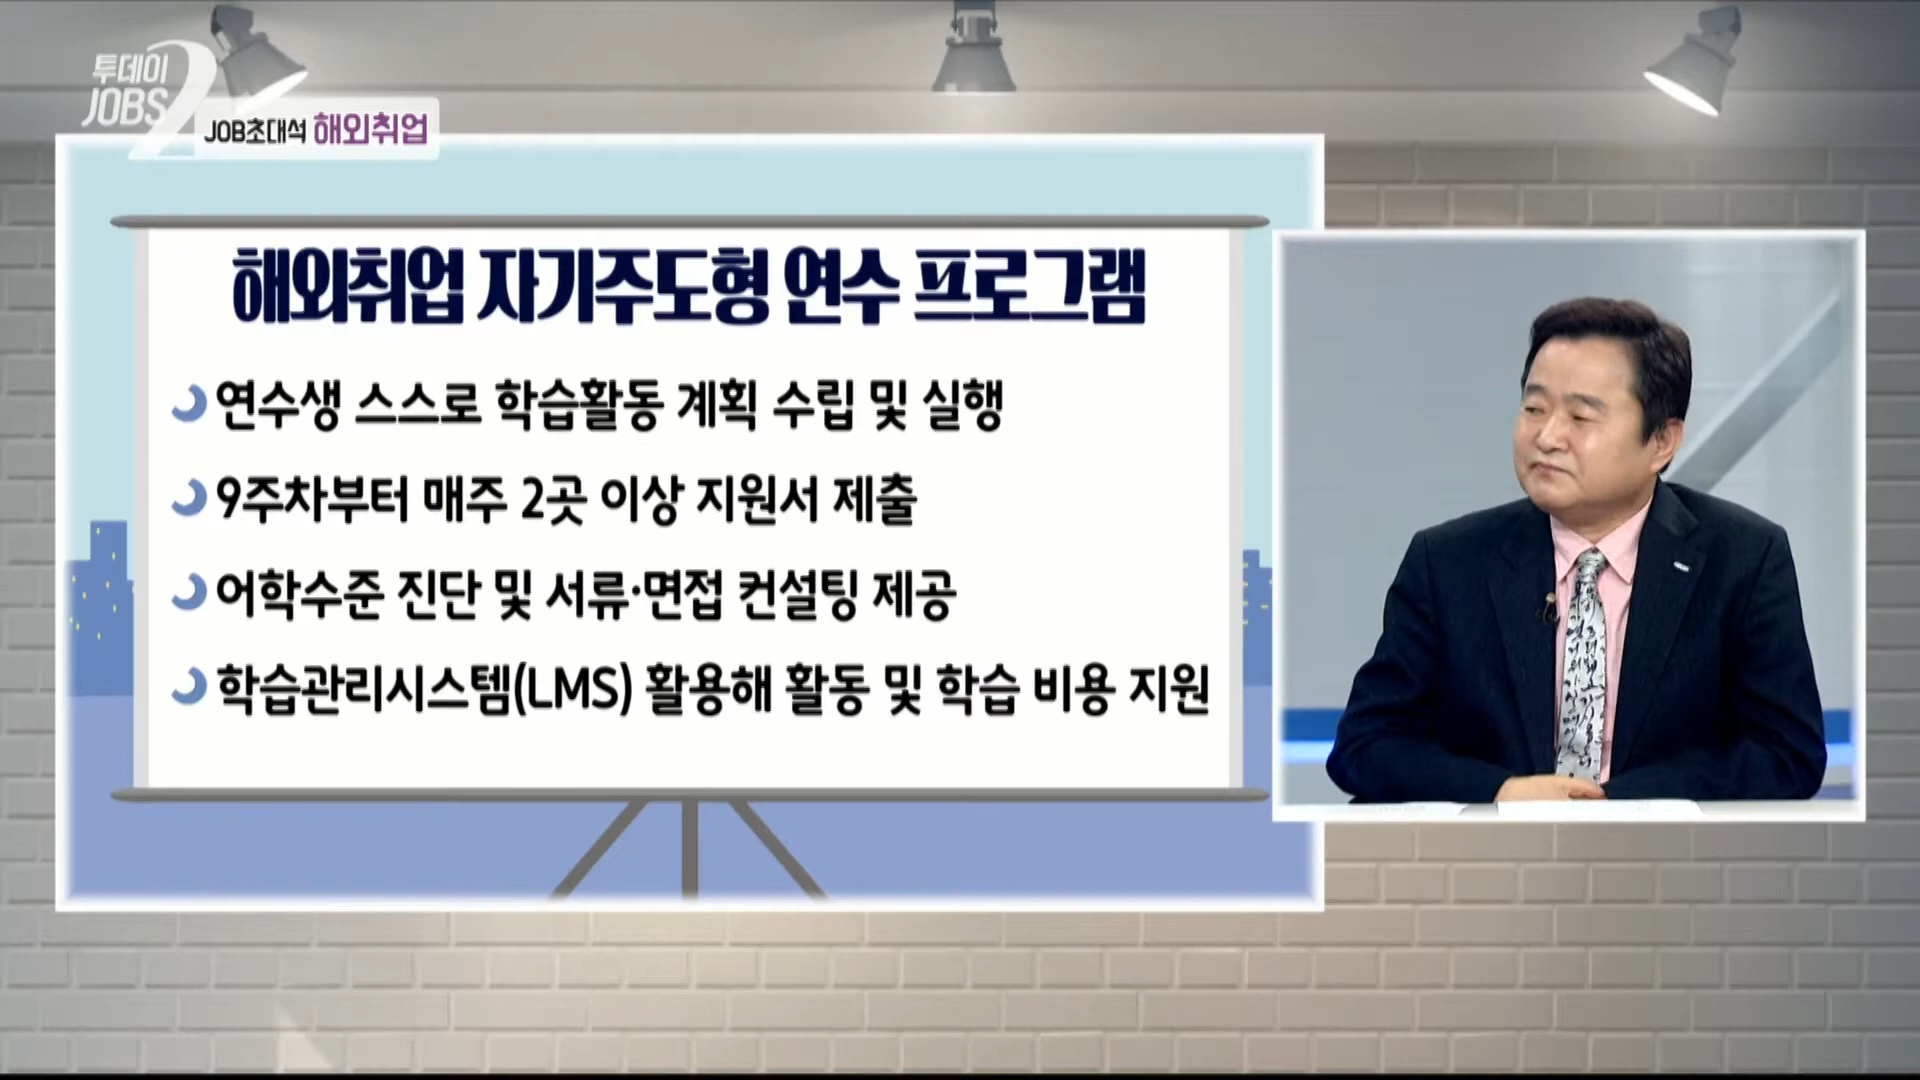 투데이
JOBS 2
JOB초대석 해외취업
해외취업 자기주도형 연수 프로그램
연수생 스스로 학습활동 계획 수립 및 실행
9주차부터 매주 2곳 이상 지원서 제출
어학수준 진단 및 서류·면접 컨설팅 제공
학습관리시스템(LMS) 활용해 활동 및 학습 비용 지원